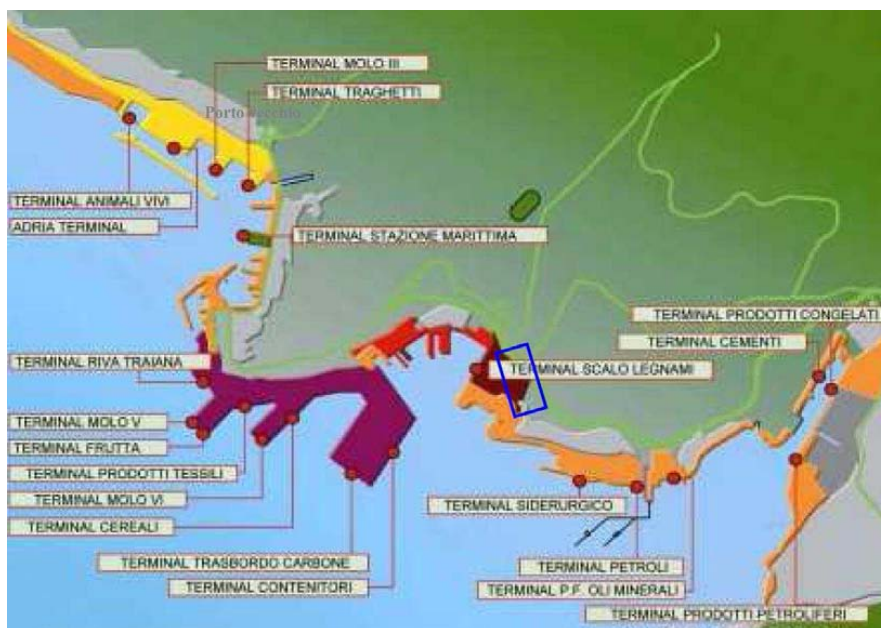 TERMINAL MOLO III
TERMINAL TRAGHETTI
Porto Vecchio
TERMINAL ANIMALI VIVI
ADRIA TERMINAL
TERMINAL STAZIONE MARITTIMA
TERMINAL PRODOTTI CONGELATI
TERMINAL CEMENTI
TERMINAL RIVA TRAIANA
TERMINAL SCALO LEGNAMI
TERMINAL MOLO V
TERMINAL FRUTTA
TERMINAL PRODOTTI TESSILI
TERMINAL MOLO VI
TERMINAL CEREALI
TERMINAL SIDERURGICO
TERMINAL TRASBORDO CARBONE
TERMINAL PETROLI
TERMINAL CONTENITORI
TERMINAL P.F. OLI MINERALI
TERMINAL PRODOTTI PETROLIFERI